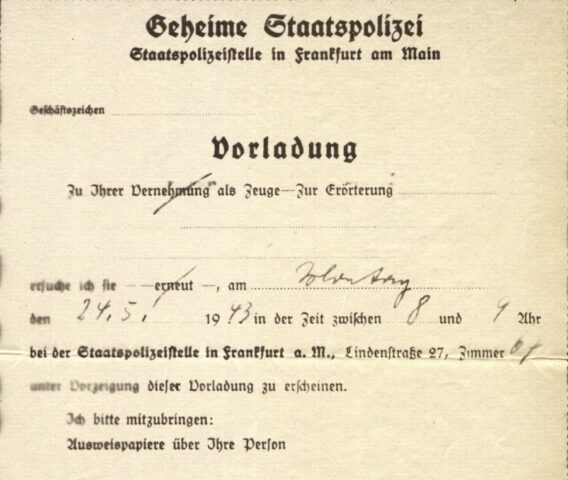 Geheime Staatspolizei
Staatspolizeistelle in Frankfurt am Main
Geschäftszeichen
Vorladung
Zu Ihrer Vernehmung als Zeuge — Zur Erörterung
ersuche ich sie — erneut —, am Montag
den 24.5. 1943 in der Zeit zwischen 8 und 9 Uhr
bei der Staatspolizeistelle in Frankfurt a. M., Lindenstraße 27, Zimmer
unter Vorzeigung dieser Vorladung zu erscheinen.
Ich bitte mitzubringen:
Ausweispapiere über Ihre Person